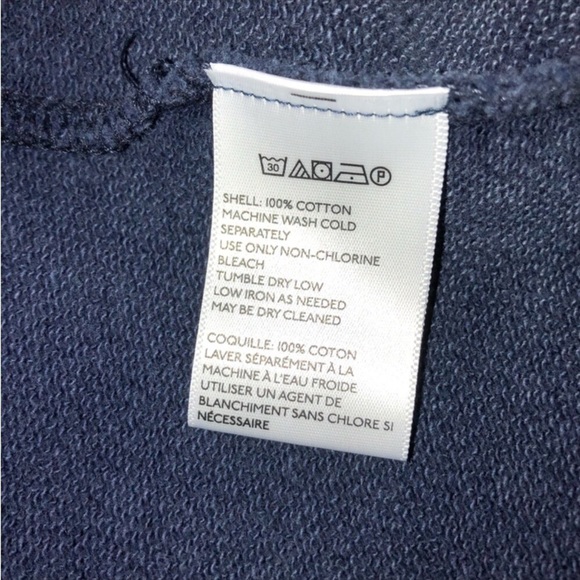 30 P
SHELL: 100% COTTON
MACHINE WASH COLD
SEPARATELY
USE ONLY NON-CHLORINE
BLEACH
TUMBLE DRY LOW
LOW IRON AS NEEDED
MAY BE DRY CLEANED
COQUILLE: 100% COTON
LAVER SÉPARÉMENT À LA
MACHINE À L'EAU FROIDE
UTILISER UN AGENT DE
BLANCHIMENT SANS CHLORE SI
NÉCESSAIRE